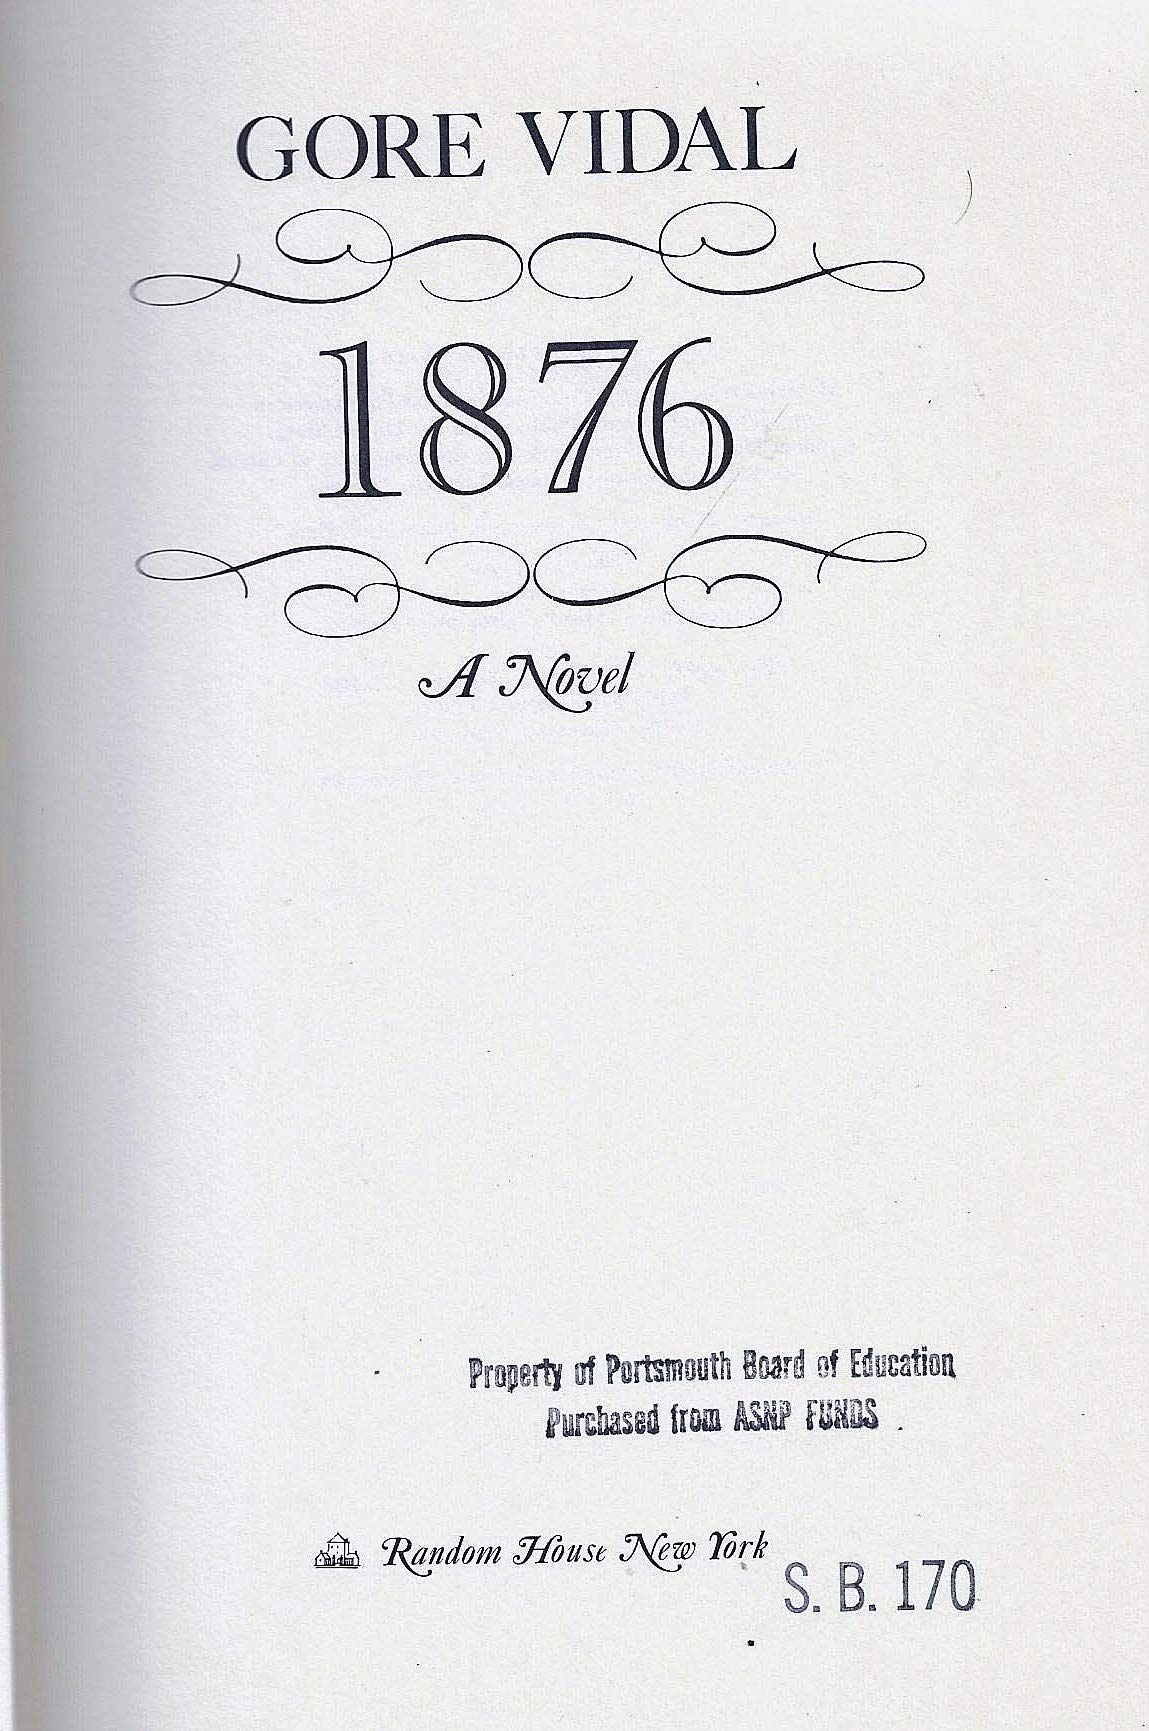 GORE VIDAL
1876
A Novel
Property of Portsmouth Board of Education
Purchased from ASNP FUNDS
Random House New York
S. B. 170